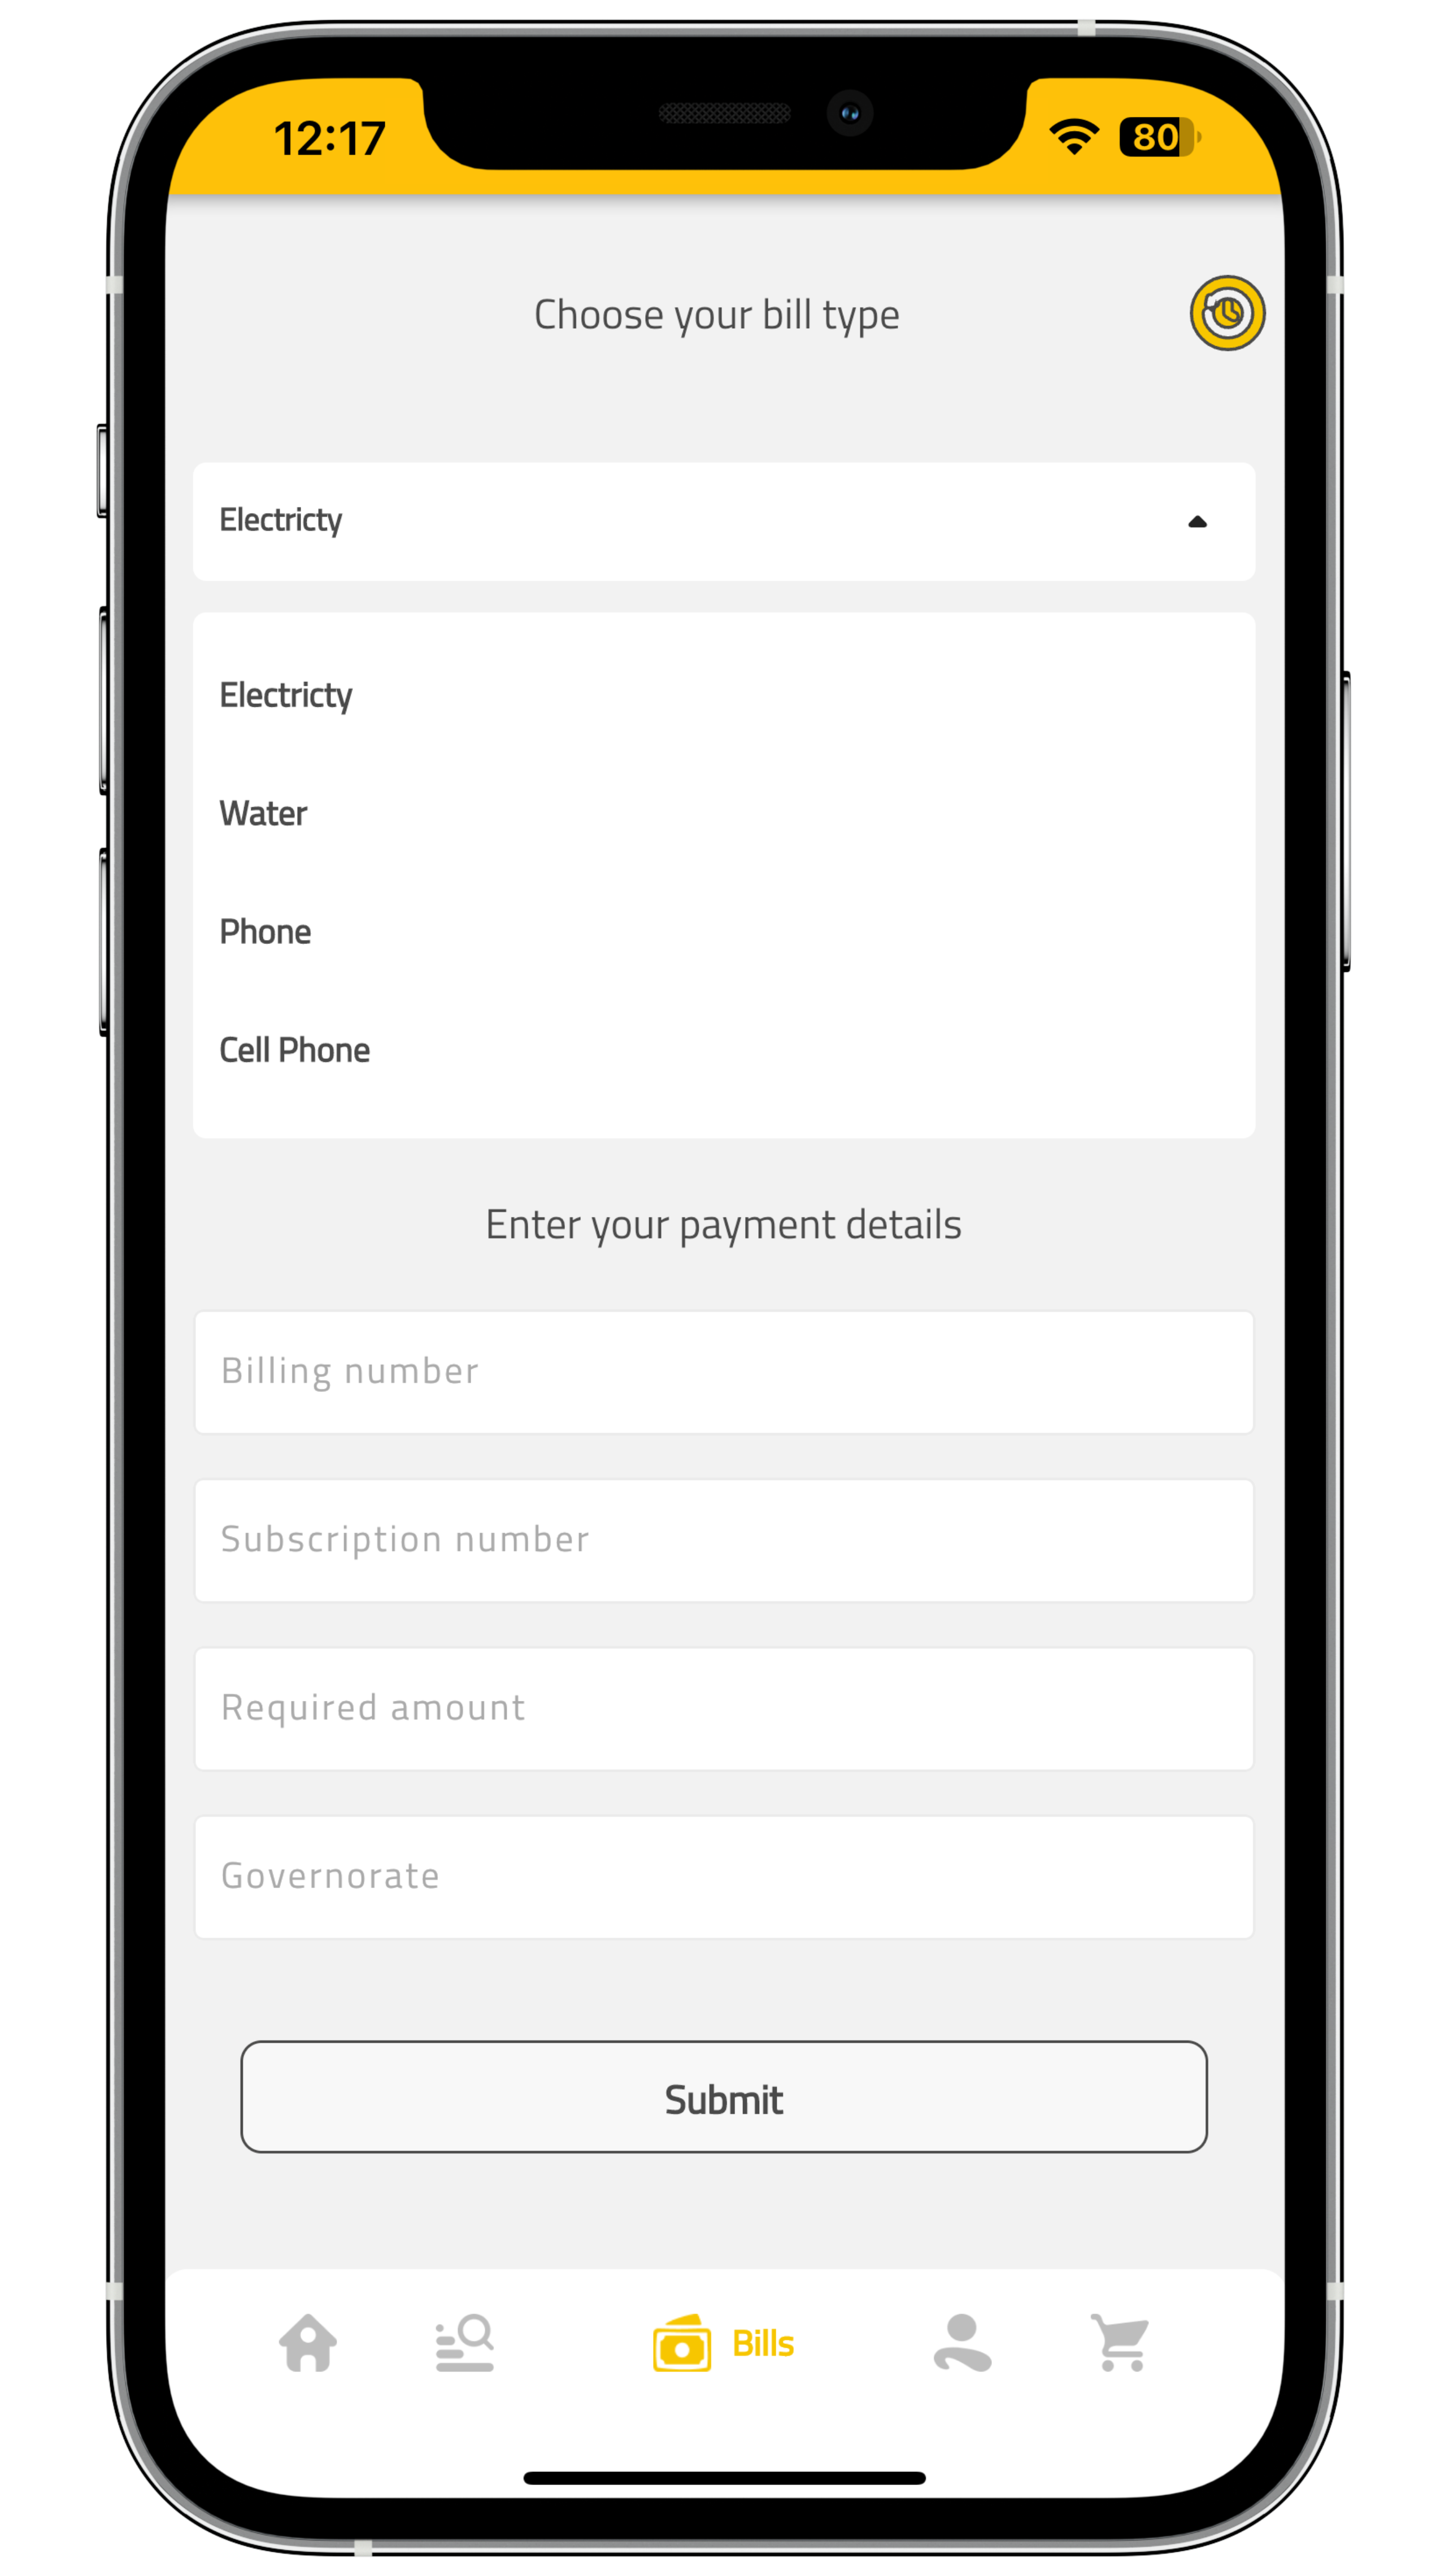 12:17
80
Choose your bill type
Electricty
Electricty
Water
Phone
Cell Phone
Enter your payment details
Billing number
Subscription number
Required amount
Governorate
Submit
Bills